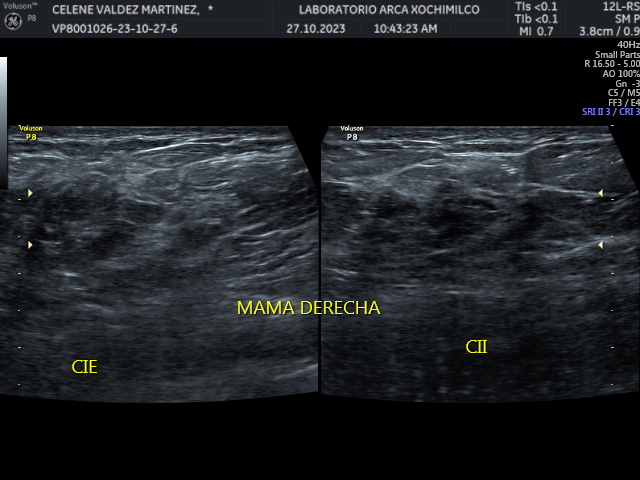 Voluson™
P8
CELENE VALDEZ MARTINEZ, *
LABORATORIO ARCA XOCHIMILCO
TIs <0.1
12L-RS
TIb <0.1
SM P
VP8001026-23-10-27-6
27.10.2023
10:43:23 AM
MI 0.7
3.8cm / 0.9
40Hz
Small Parts
R 16.50 - 5.00
AO 100%
Gn -3
C5 / M5
FF3 / E4
SRI II 3 / CRI 3
Voluson
P8
Voluson
P8
MAMA DERECHA
CIE
CII